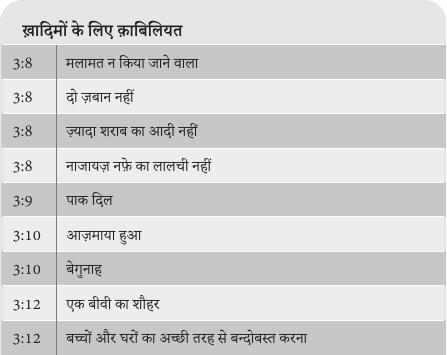 ख़ादिमों के लिए क़ाबिलियत
3:8 मलामत न किया जाने वाला
3:8 दो ज़बान नहीं
3:8 ज़्यादा शराब का आदी नहीं
3:8 नाजायज़ नफ़े का लालची नहीं
3:9 पाक दिल
3:10 आज़माया हुआ
3:10 बेगुनाह
3:12 एक बीवी का शौहर
3:12 बच्चों और घरों का अच्छी तरह से बन्दोबस्त करना